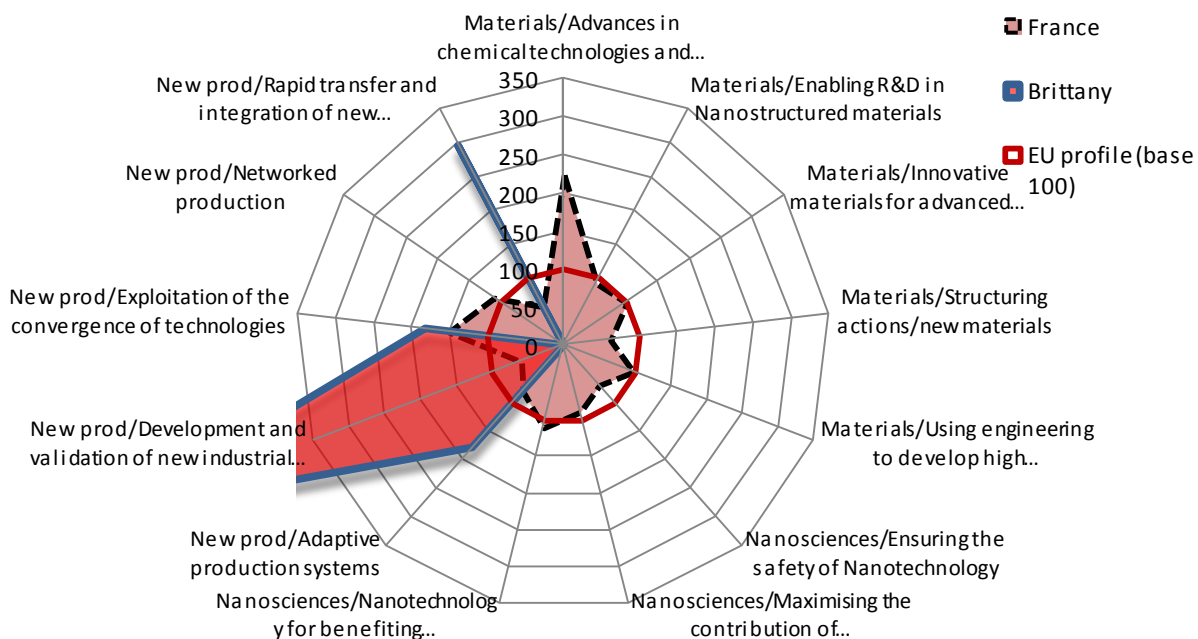 Materials/Advances in
chemical technologies and...
Materials/Enabling R&D in
Nanostructured materials
Materials/Innovative
materials for advanced...
Materials/Structuring
actions/new materials
Materials/Using engineering
to develop high...
Nanosciences/Ensuring the
safety of Nanotechnology
Nanosciences/Maximising the
contribution of...
Nanosciences/Nanotechnolog
y for benefiting...
New prod/Adaptive
production systems
New prod/Development and
validation of new industrial...
New prod/Exploitation of the
convergence of technologies
New prod/Networked
production
New prod/Rapid transfer and
integration of new...
350
300
250
200
150
100
50
0
France
Brittany
EU profile (base
100)